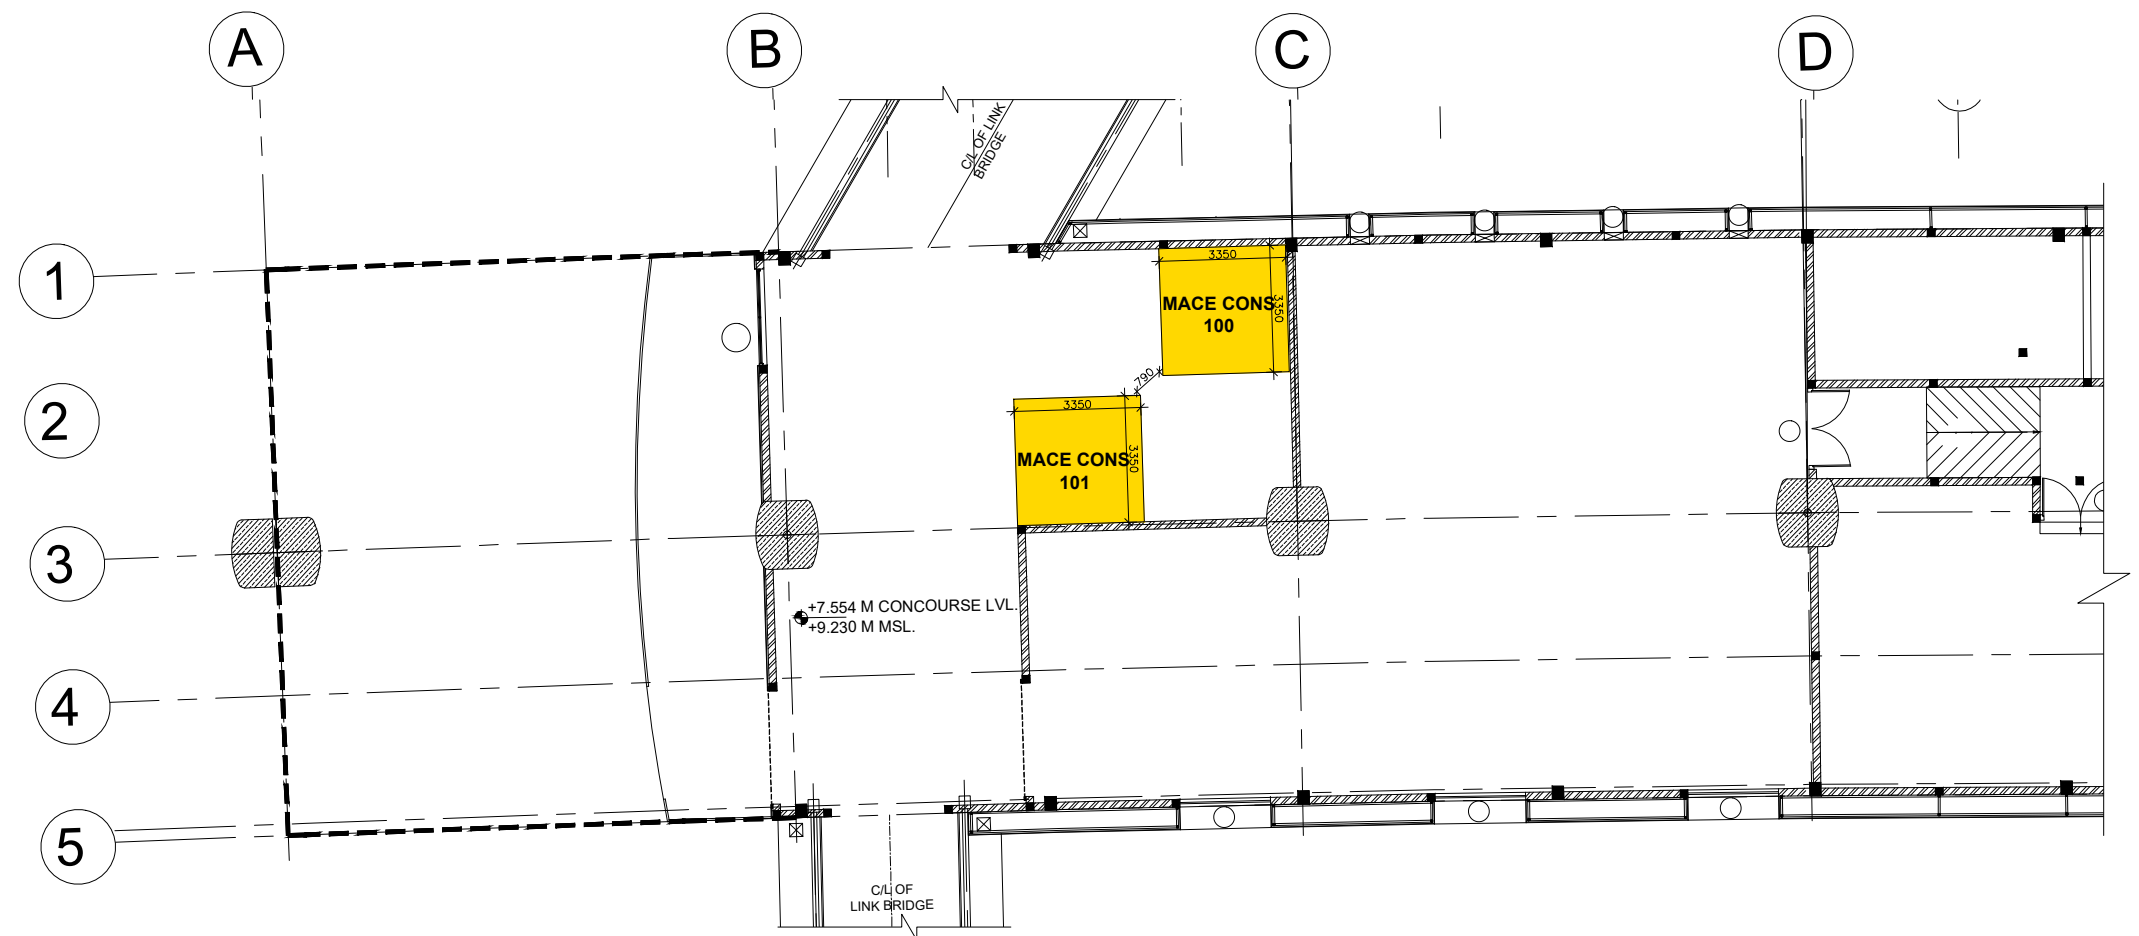 A
B
C
D
C/L OF LINK
BRIDGE
1
3350
MACE CONS
100
3350
790
2
3350
MACE CONS
101
3350
3
+7.554 M CONCOURSE LVL.
+9.230 M MSL.
4
5
C/L OF
LINK BRIDGE